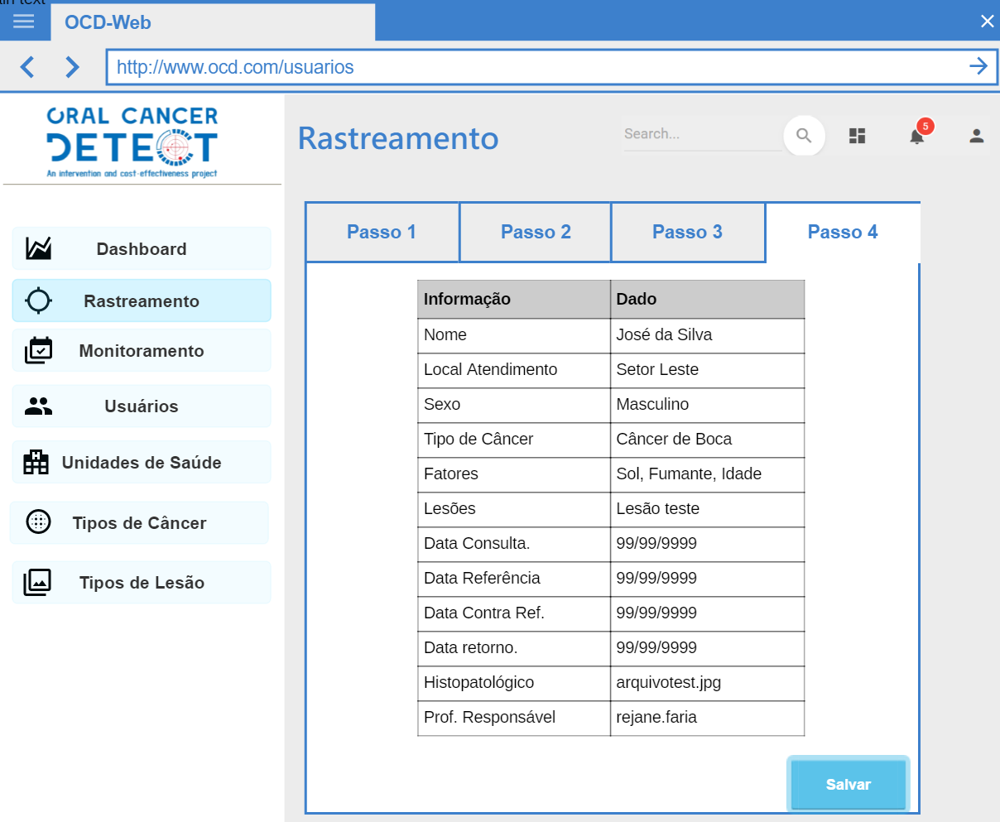 ain text
OCD-Web
http://www.ocd.com/usuarios
ORAL CANCER
DETECT
An intervention and cost-effectiveness project
Rastreamento
Search...
5
Dashboard
Rastreamento
Monitoramento
Usuários
Unidades de Saúde
Tipos de Câncer
Tipos de Lesão
Passo 1 Passo 2 Passo 3 Passo 4
Informação Dado
Nome José da Silva
Local Atendimento Setor Leste
Sexo Masculino
Tipo de Câncer Câncer de Boca
Fatores Sol, Fumante, Idade
Lesões Lesão teste
Data Consulta. 99/99/9999
Data Referência 99/99/9999
Data Contra Ref. 99/99/9999
Data retorno. 99/99/9999
Histopatológico arquivotest.jpg
Prof. Responsável rejane.faria
Salvar